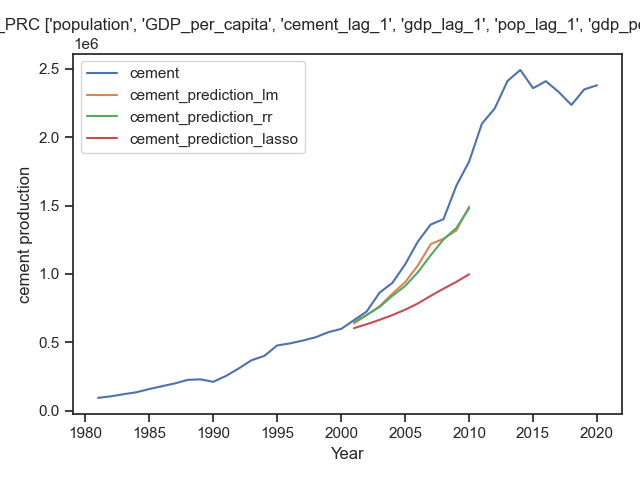 _PRC ['population', 'GDP_per_capita', 'cement_lag_1', 'gdp_lag_1', 'pop_lag_1', 'gdp_pe
1e6
cement
cement_prediction_lm
cement_prediction_rr
cement_prediction_lasso
2.5
2.0
1.5
1.0
0.5
0.0
cement production
1980 1985 1990 1995 2000 2005 2010 2015 2020
Year